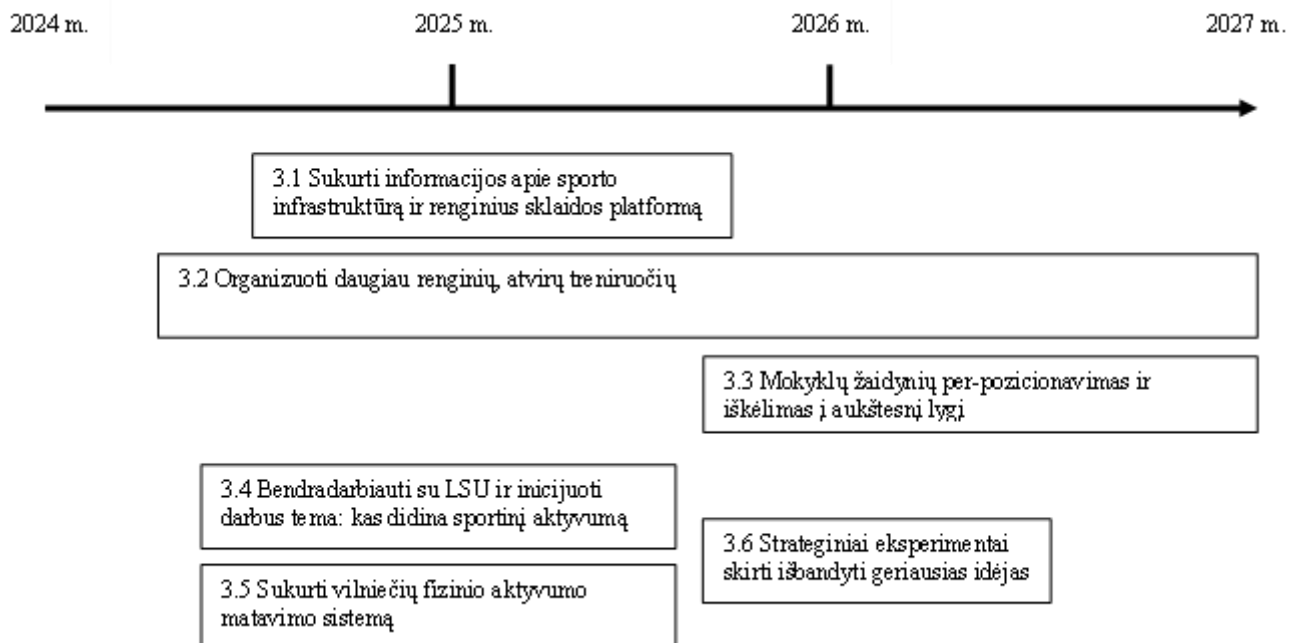 2024 m.
2025 m.
2026 m.
2027 m.
3.1 Sukurti informacijos apie sporto
infrastruktūrą ir renginius sklaidos platformą
3.2 Organizuoti daugiau renginių, atvirų treniruočių
3.3 Mokyklų žaidynių per-pozicionavimas ir
iškėlimas į aukštesnį lygį
3.4 Bendradarbiauti su LSU ir inicijuoti
darbus tema: kas didina sportinį aktyvumą
3.6 Strateginiai eksperimentai
skirti išbandyti geriausias idėjas
3.5 Sukurti vilniečių fizinio aktyvumo
matavimo sistemą